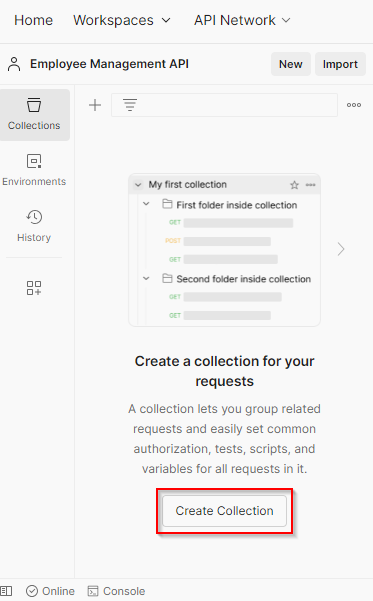 Home Workspaces API Network
Employee Management API New Import
Collections
Environments
History
My first collection
First folder inside collection
GET
POST
GET
Second folder inside collection
GET
GET
Create a collection for your
requests
A collection lets you group related
requests and easily set common
authorization, tests, scripts, and
variables for all requests in it.
Create Collection
Online Console